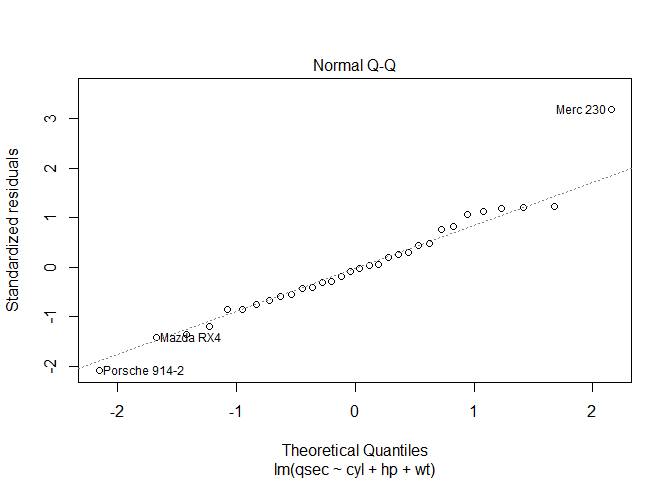 Normal Q-Q
Standardized residuals
3
2
1
0
-1
-2
Merc 230
Mazda RX4
Porsche 914-2
-2
-1
0
1
2
Theoretical Quantiles
lm(qsec ~ cyl + hp + wt)